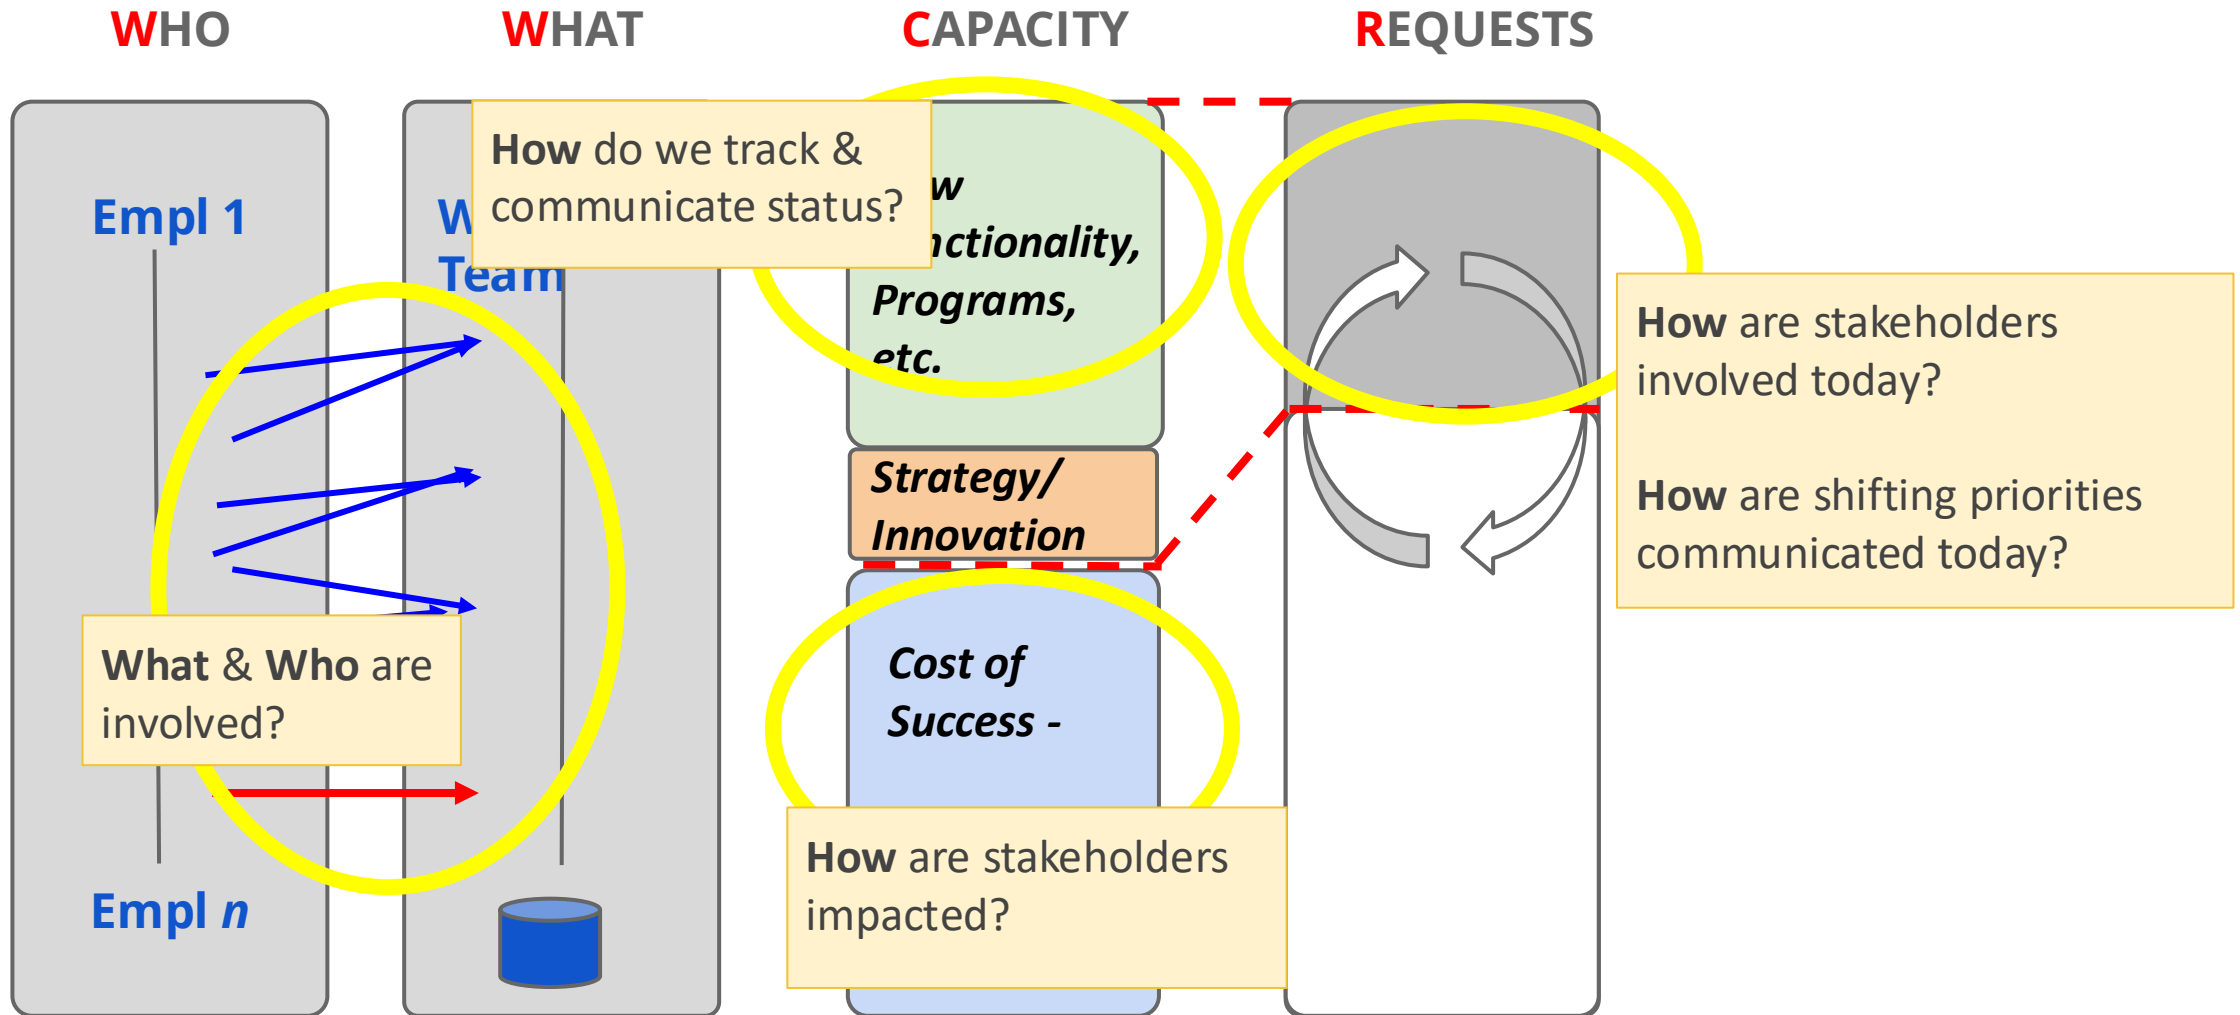 WHO
WHAT
CAPACITY
REQUESTS
Empl 1
Empl n
What & Who are
involved?
Team
How do we track &
communicate status?
Programs,
etc.
Strategy/
Innovation
Cost of
Success -
How are stakeholders
impacted?
How are stakeholders
involved today?
How are shifting priorities
communicated today?